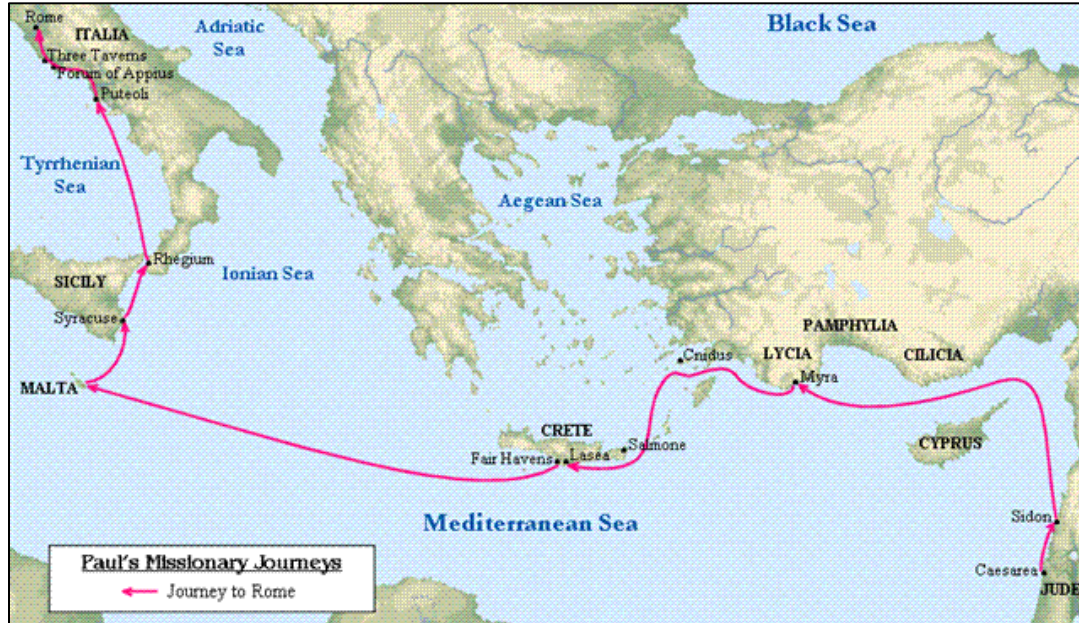 Rome
ITALIA
Adriatic
Sea
Black Sea
Three Taverns
Forum of Appius
Puteoli
Tyrrhenian
Sea
Aegean Sea
Rhegium
Ionian Sea
SICILY
Syracuse
PAMPHYLIA
Cnidus
LYCIA
CILICIA
Myra
MALTA
CRETE
Salmone
CYPRUS
Fair Havens
Lasea
Mediterranean Sea
Sidon
Paul's Missionary Journeys
Journey to Rome
Caesarea
JUDE